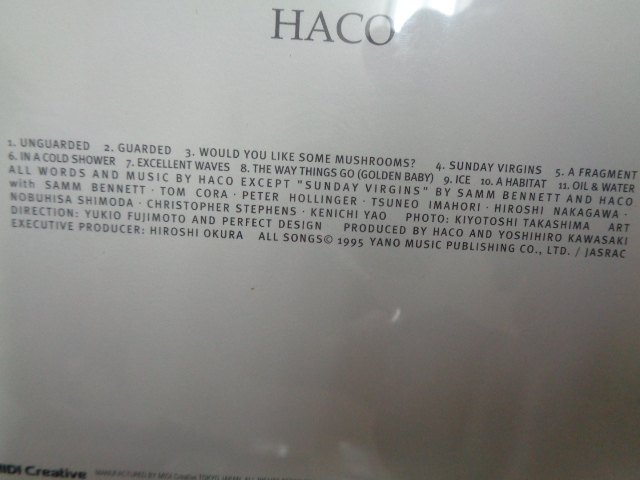 HACO
1. UNGUARDED 2. GUARDED 3. WOULD YOU LIKE SOME MUSHROOMS? 4. SUNDAY VIRGINS 5. A FRAGMENT
6. IN A COLD SHOWER 7. EXCELLENT WAVES 8. THE WAY THINGS GO (GOLDEN BABY) 9. ICE 10. A HABITAT 11. OIL & WATER
ALL WORDS AND MUSIC BY HACO EXCEPT "SUNDAY VIRGINS" BY SAMM BENNETT AND HACO
with SAMM BENNETT · TOM CORA · PETER HOLLINGER · TSUNEO IMAHORI · HIROSHI NAKAGAWA ·
NOBUHISA SHIMODA · CHRISTOPHER STEPHENS · KENICHI YAO PHOTO: KIYOTOSHI TAKASHIMA ART
DIRECTION: YUKIO FUJIMOTO AND PERFECT DESIGN PRODUCED BY HACO AND YOSHIHIRO KAWASAKI
EXECUTIVE PRODUCER: HIROSHI OKURA ALL SONGS© 1995 YANO MUSIC PUBLISHING CO., LTD. / JASRAC
MIDI Creative MANUFACTURED BY MIDI Creative